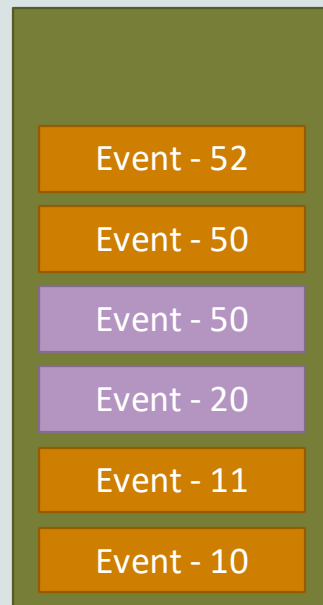 Event - 52
Event - 50
Event - 50
Event - 20
Event - 11
Event - 10